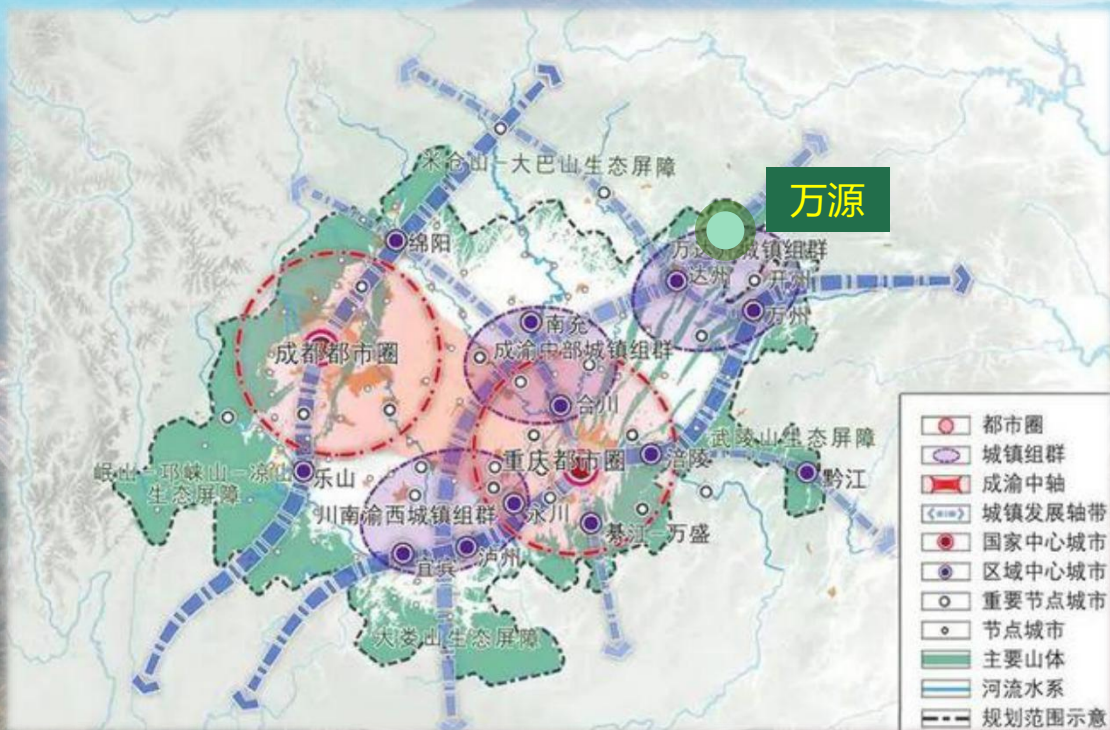 米仓山-大巴山生态屏障
万源
绵阳
万达开城镇组群
达州
开州
万州
南充
成都都市圈
成渝中部城镇组群
合川
武陵山生态屏障
岷山-邛崃山-凉山
生态屏障
乐山
重庆都市圈
涪陵
黔江
川南渝西城镇组群
永川
綦江-万盛
宜宾
泸州
大娄山生态屏障
都市圈
城镇组群
成渝中轴
城镇发展轴带
国家中心城市
区域中心城市
重要节点城市
节点城市
主要山体
河流水系
规划范围示意